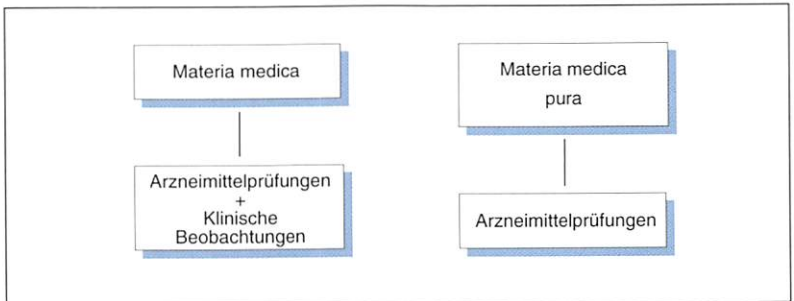 Materia medica
Arzneimittelprüfungen
+
Klinische
Beobachtungen
Materia medica
pura
Arzneimittelprüfungen